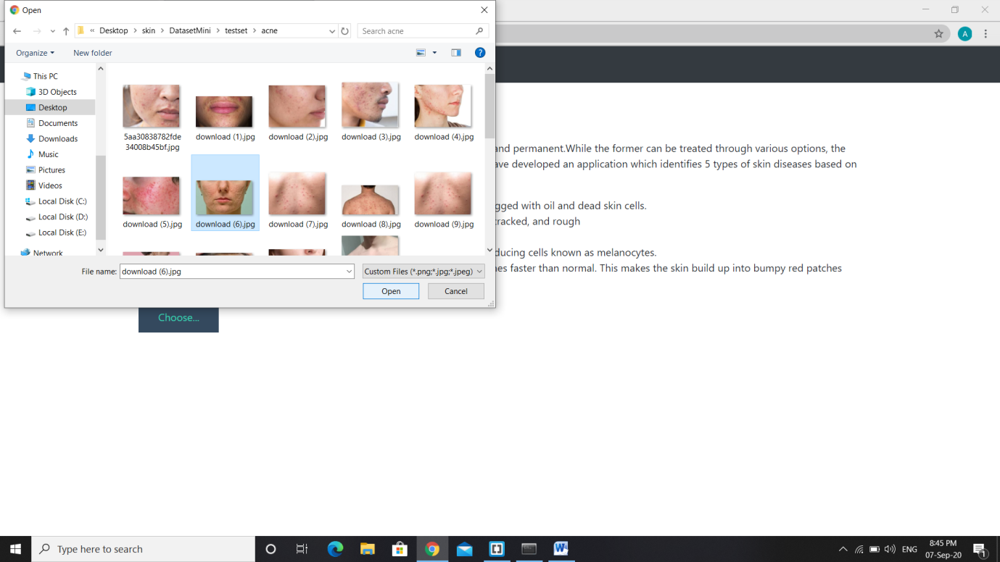 Open
« Desktop > skin > DatasetMini > testset > acne
Search acne
Organize
New folder
This PC
3D Objects
Desktop
Documents
Downloads
Music
Pictures
Videos
Local Disk (C:)
Local Disk (D:)
Local Disk (E:)
Network
5aa30838782fde
34008b45bf.jpg
download (1).jpg
download (2).jpg
download (3).jpg
download (4).jpg
download (5).jpg
download (6).jpg
download (7).jpg
download (8).jpg
download (9).jpg
File name:
download (6).jpg
Custom Files (*.png;*.jpg;*.jpeg)
Open
Cancel
A
and permanent.While the former can be treated through various options, the
have developed an application which identifies 5 types of skin diseases based on
gged with oil and dead skin cells.
cracked, and rough
ducing cells known as melanocytes.
es faster than normal. This makes the skin build up into bumpy red patches
Choose...
Type here to search
ENG
8:45 PM
07-Sep-20
1